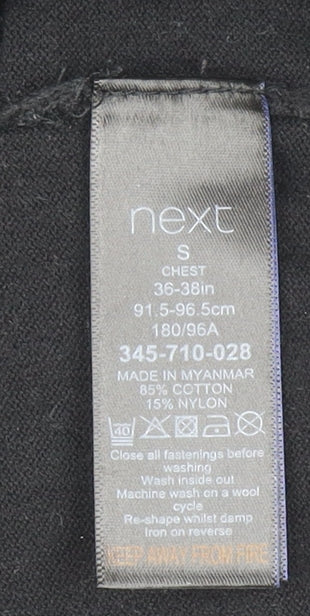 next
S
CHEST
36-38in
91.5-96.5cm
180/96A
345-710-028
MADE IN MYANMAR
85% COTTON
15% NYLON
40
Close all fastenings before
washing
Wash inside out
Machine wash on a wool
cycle
Re-shape whilst damp
Iron on reverse
KEEP AWAY FROM FIRE